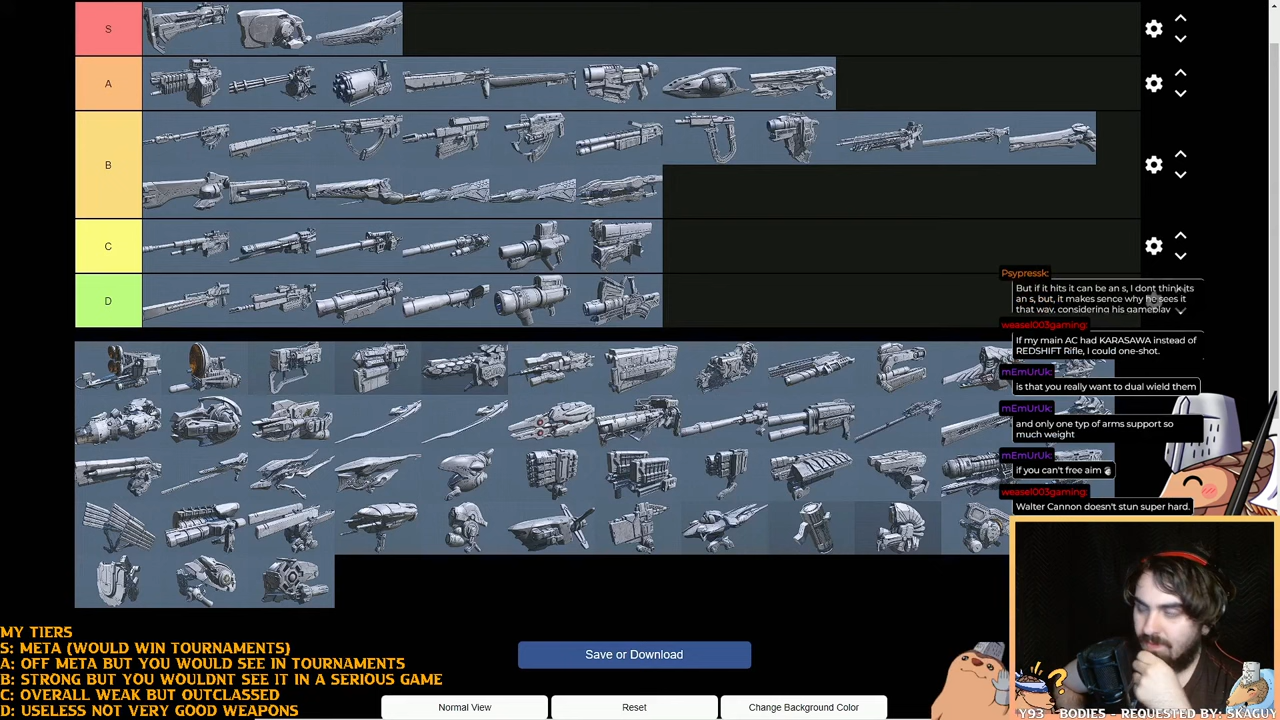 S
A
B
C
D
Psypressk:
But if it hits it can be an s, I dont think its
an s, but, it makes sence why he sees it
that way, considering his gameplay
weasel003gaming:
If my main AC had KARASAWA instead of
REDSHIFT Rifle, I could one-shot.
mEmUrUk:
is that you really want to dual wield them
mEmUrUk:
and only one typ of arms support so
much weight
mEmUrUk:
if you can't free aim
weasel003gaming:
Walter Cannon doesn't stun super hard.
MY TIERS
S: META (WOULD WIN TOURNAMENTS)
A: OFF META BUT YOU WOULD SEE IN TOURNAMENTS
B: STRONG BUT YOU WOULDNT SEE IT IN A SERIOUS GAME
C: OVERALL WEAK BUT OUTCLASSED
D: USELESS NOT VERY GOOD WEAPONS
Save or Download
Normal View
Reset
Change Background Color
Y93 - BODIES - REQUESTED BY: SKAGUY